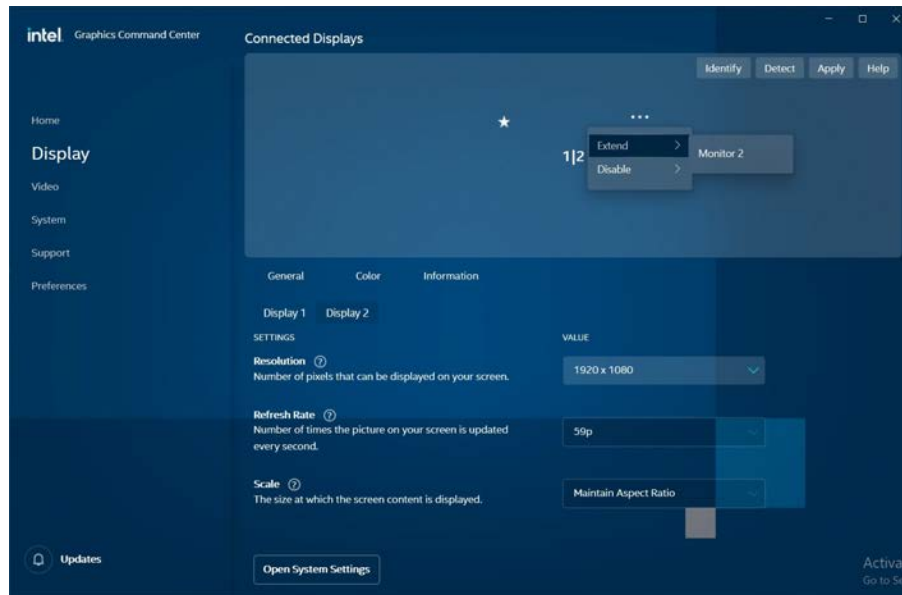 intel. Graphics Command Center
Connected Displays
Identify Detect Apply Help
Home
Display
Video
System
Support
Preferences
1|2
Extend
Monitor 2
Disable
General Color Information
Display 1 Display 2
SETTINGS VALUE
Resolution ?
Number of pixels that can be displayed on your screen.
1920 x 1080
Refresh Rate ?
Number of times the picture on your screen is updated
every second.
59p
Scale ?
The size at which the screen content is displayed.
Maintain Aspect Ratio
Updates
Open System Settings
Activa
Go to Se